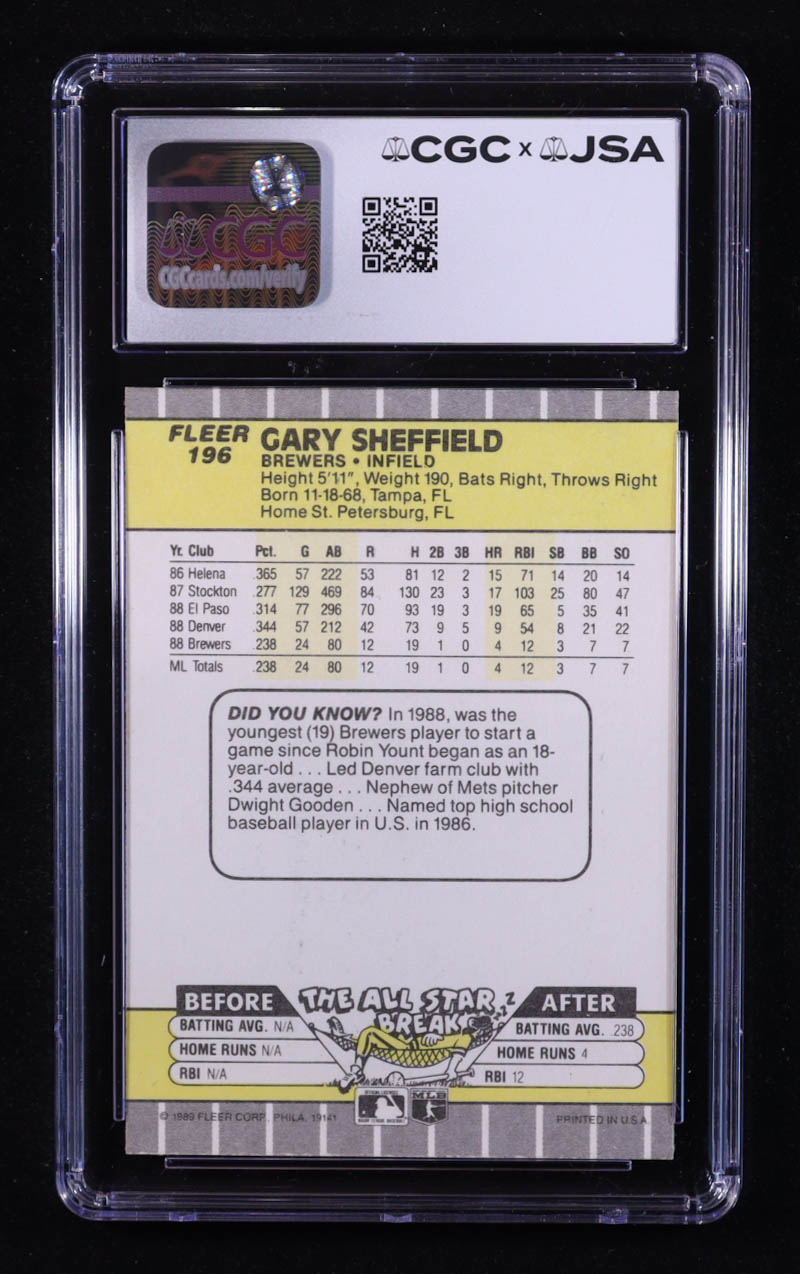 CGC x JSA
CGC
CGCcards.com/verify
FLEER 196
GARY SHEFFIELD
BREWERS • INFIELD
Height 5'11", Weight 190, Bats Right, Throws Right
Born 11-18-68, Tampa, FL
Home St. Petersburg, FL
Yr. Club Pct. G AB R H 2B 3B HR RBI SB BB SO
86 Helena .365 57 222 53 81 12 2 15 71 14 20 14
87 Stockton .277 129 469 84 130 23 3 17 103 25 80 47
88 El Paso .314 77 296 70 93 19 3 19 65 5 35 41
88 Denver .344 57 212 42 73 9 5 9 54 8 21 22
88 Brewers .238 24 80 12 19 1 0 4 12 3 7 7
ML Totals .238 24 80 12 19 1 0 4 12 3 7 7
DID YOU KNOW? In 1988, was the
youngest (19) Brewers player to start a
game since Robin Yount began as an 18-
year-old . . . Led Denver farm club with
.344 average . . . Nephew of Mets pitcher
Dwight Gooden . . . Named top high school
baseball player in U.S. in 1986.
BEFORE THE ALL STAR BREAK AFTER
BATTING AVG. N/A
HOME RUNS N/A
RBI N/A
zzZZ
BATTING AVG. .238
HOME RUNS 4
RBI 12
MLB
© 1989 FLEER CORP., PHILA. 19141
PRINTED IN U.S.A.